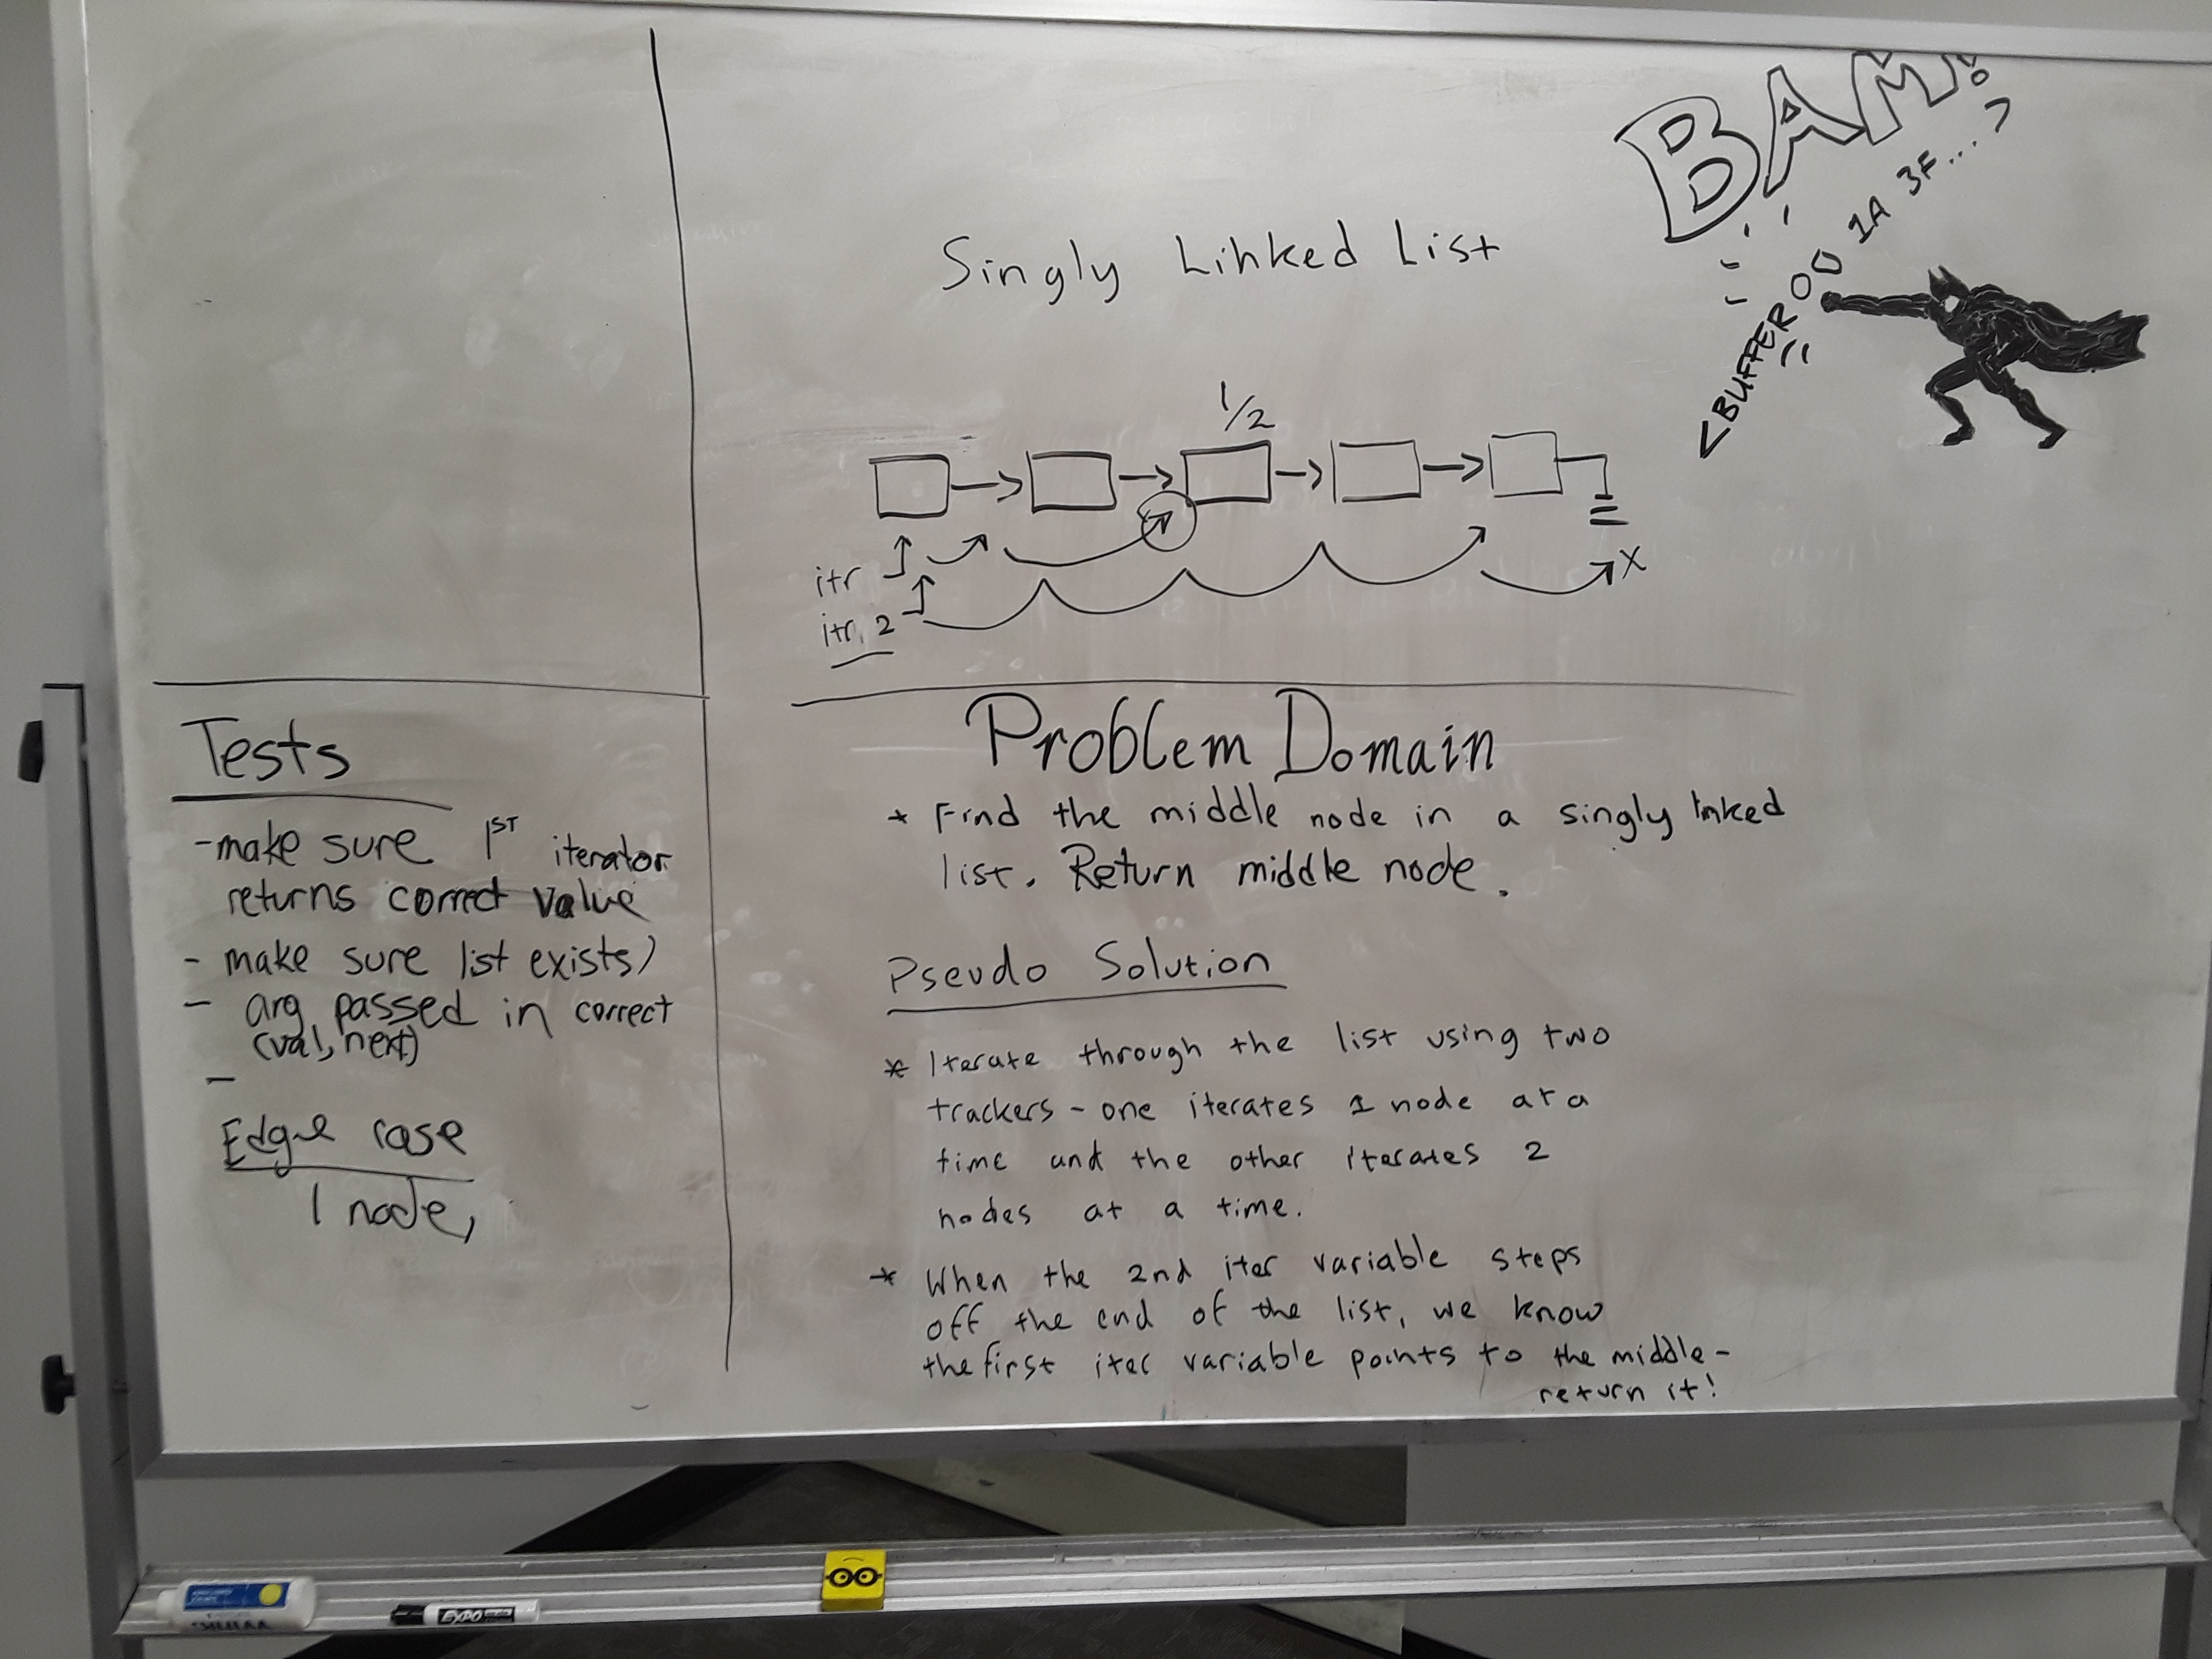 BAM!
<BUFFER 00 1A 3F...>
Singly Linked List
1/2
itr
itr 2
X
Tests
-make sure 1ST iterator
returns correct value
- make sure list exists)
- arg passed in correct
(val, next)
-
Edge case
1 node,
Problem Domain
* Find the middle node in a singly linked
list. Return middle node.
Pseudo Solution
* Iterate through the list using two
trackers - one iterates 1 node at a
time and the other iterates 2
nodes at a time.
* When the 2nd iter variable steps
off the end of the list, we know
the first iter variable points to the middle-
return it!
EXPO